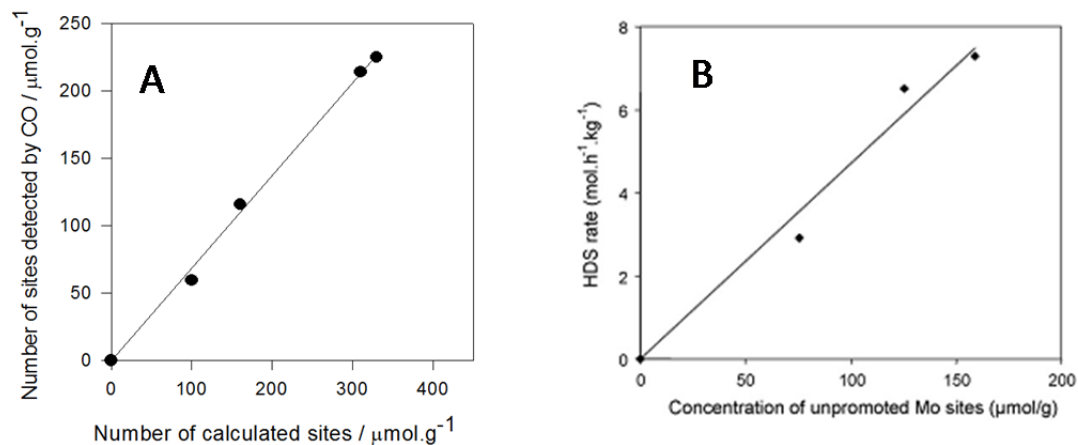 A
Number of sites detected by CO / μmol.g⁻¹
250
200
150
100
50
0
0 100 200 300 400
Number of calculated sites / μmol.g⁻¹
B
HDS rate (mol.h⁻¹.kg⁻¹)
8
6
4
2
0
0 50 100 150 200
Concentration of unpromoted Mo sites (μmol/g)